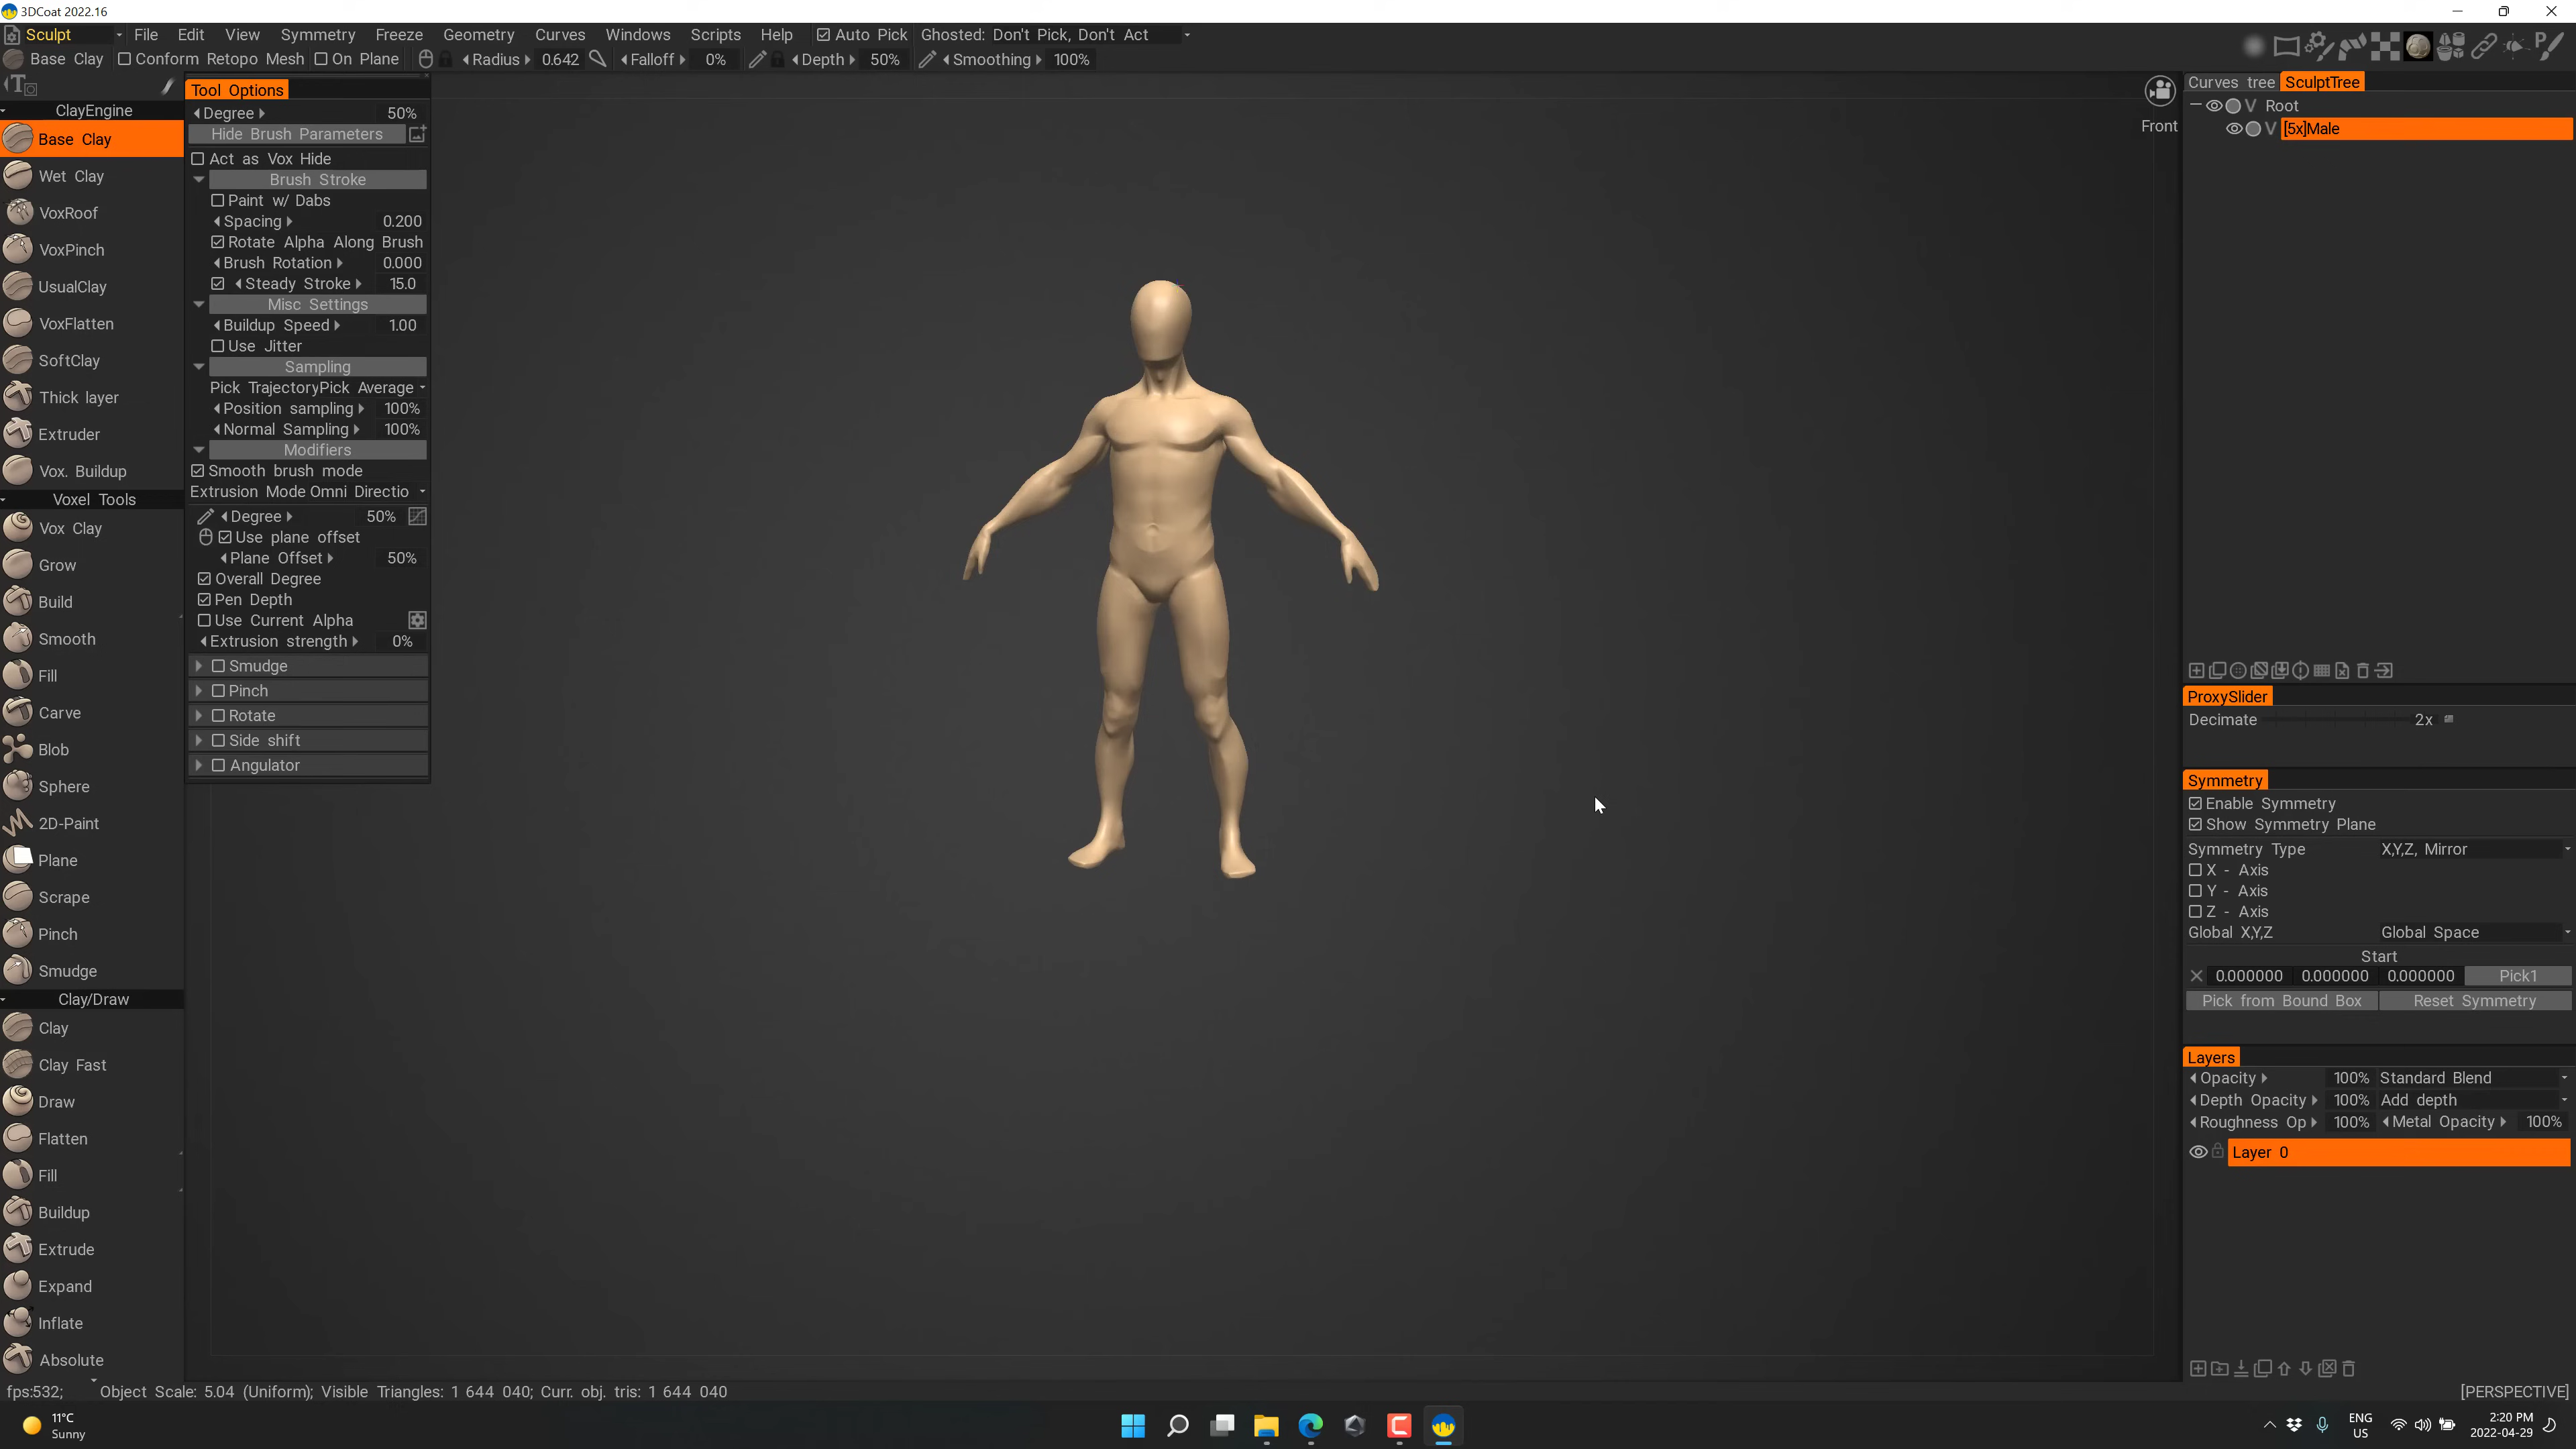 3DCoat 2022.16
Sculpt File Edit View Symmetry Freeze Geometry Curves Windows Scripts Help Auto Pick Ghosted: Don't Pick, Don't Act
Base Clay Conform Retopo Mesh On Plane Radius 0.642 Falloff 0% Depth 50% Smoothing 100%
ClayEngine
Base Clay
Wet Clay
VoxRoof
VoxPinch
UsualClay
VoxFlatten
SoftClay
Thick layer
Extruder
Vox. Buildup
Voxel Tools
Vox Clay
Grow
Build
Smooth
Fill
Carve
Blob
Sphere
2D-Paint
Plane
Scrape
Pinch
Smudge
Clay/Draw
Clay
Clay Fast
Draw
Flatten
Fill
Buildup
Extrude
Expand
Inflate
Absolute
Tool Options
Degree 50%
Hide Brush Parameters
Act as Vox Hide
Brush Stroke
Paint w/ Dabs
Spacing 0.200
Rotate Alpha Along Brush
Brush Rotation 0.000
Steady Stroke 15.0
Misc Settings
Buildup Speed 1.00
Use Jitter
Sampling
Pick TrajectoryPick Average
Position sampling 100%
Normal Sampling 100%
Modifiers
Smooth brush mode
Extrusion ModeOmni Directio
Degree 50%
Use plane offset
Plane Offset 50%
Overall Degree
Pen Depth
Use Current Alpha
Extrusion strength 0%
Smudge
Pinch
Rotate
Side shift
Angulator
Front
Curves tree SculptTree
V Root
V [5x]Male
ProxySlider
Decimate 2x
Symmetry
Enable Symmetry
Show Symmetry Plane
Symmetry Type X,Y,Z, Mirror
X - Axis
Y - Axis
Z - Axis
Global X,Y,Z Global Space
Start
0.000000 0.000000 0.000000 Pick1
Pick from Bound Box Reset Symmetry
Layers
Opacity 100% Standard Blend
Depth Opacity 100% Add depth
Roughness Op 100% Metal Opacity 100%
Layer 0
fps:532; Object Scale: 5.04 (Uniform); Visible Triangles: 1 644 040; Curr. obj. tris: 1 644 040
[PERSPECTIVE]
11°C
Sunny
ENG
US
2:20 PM
2022-04-29